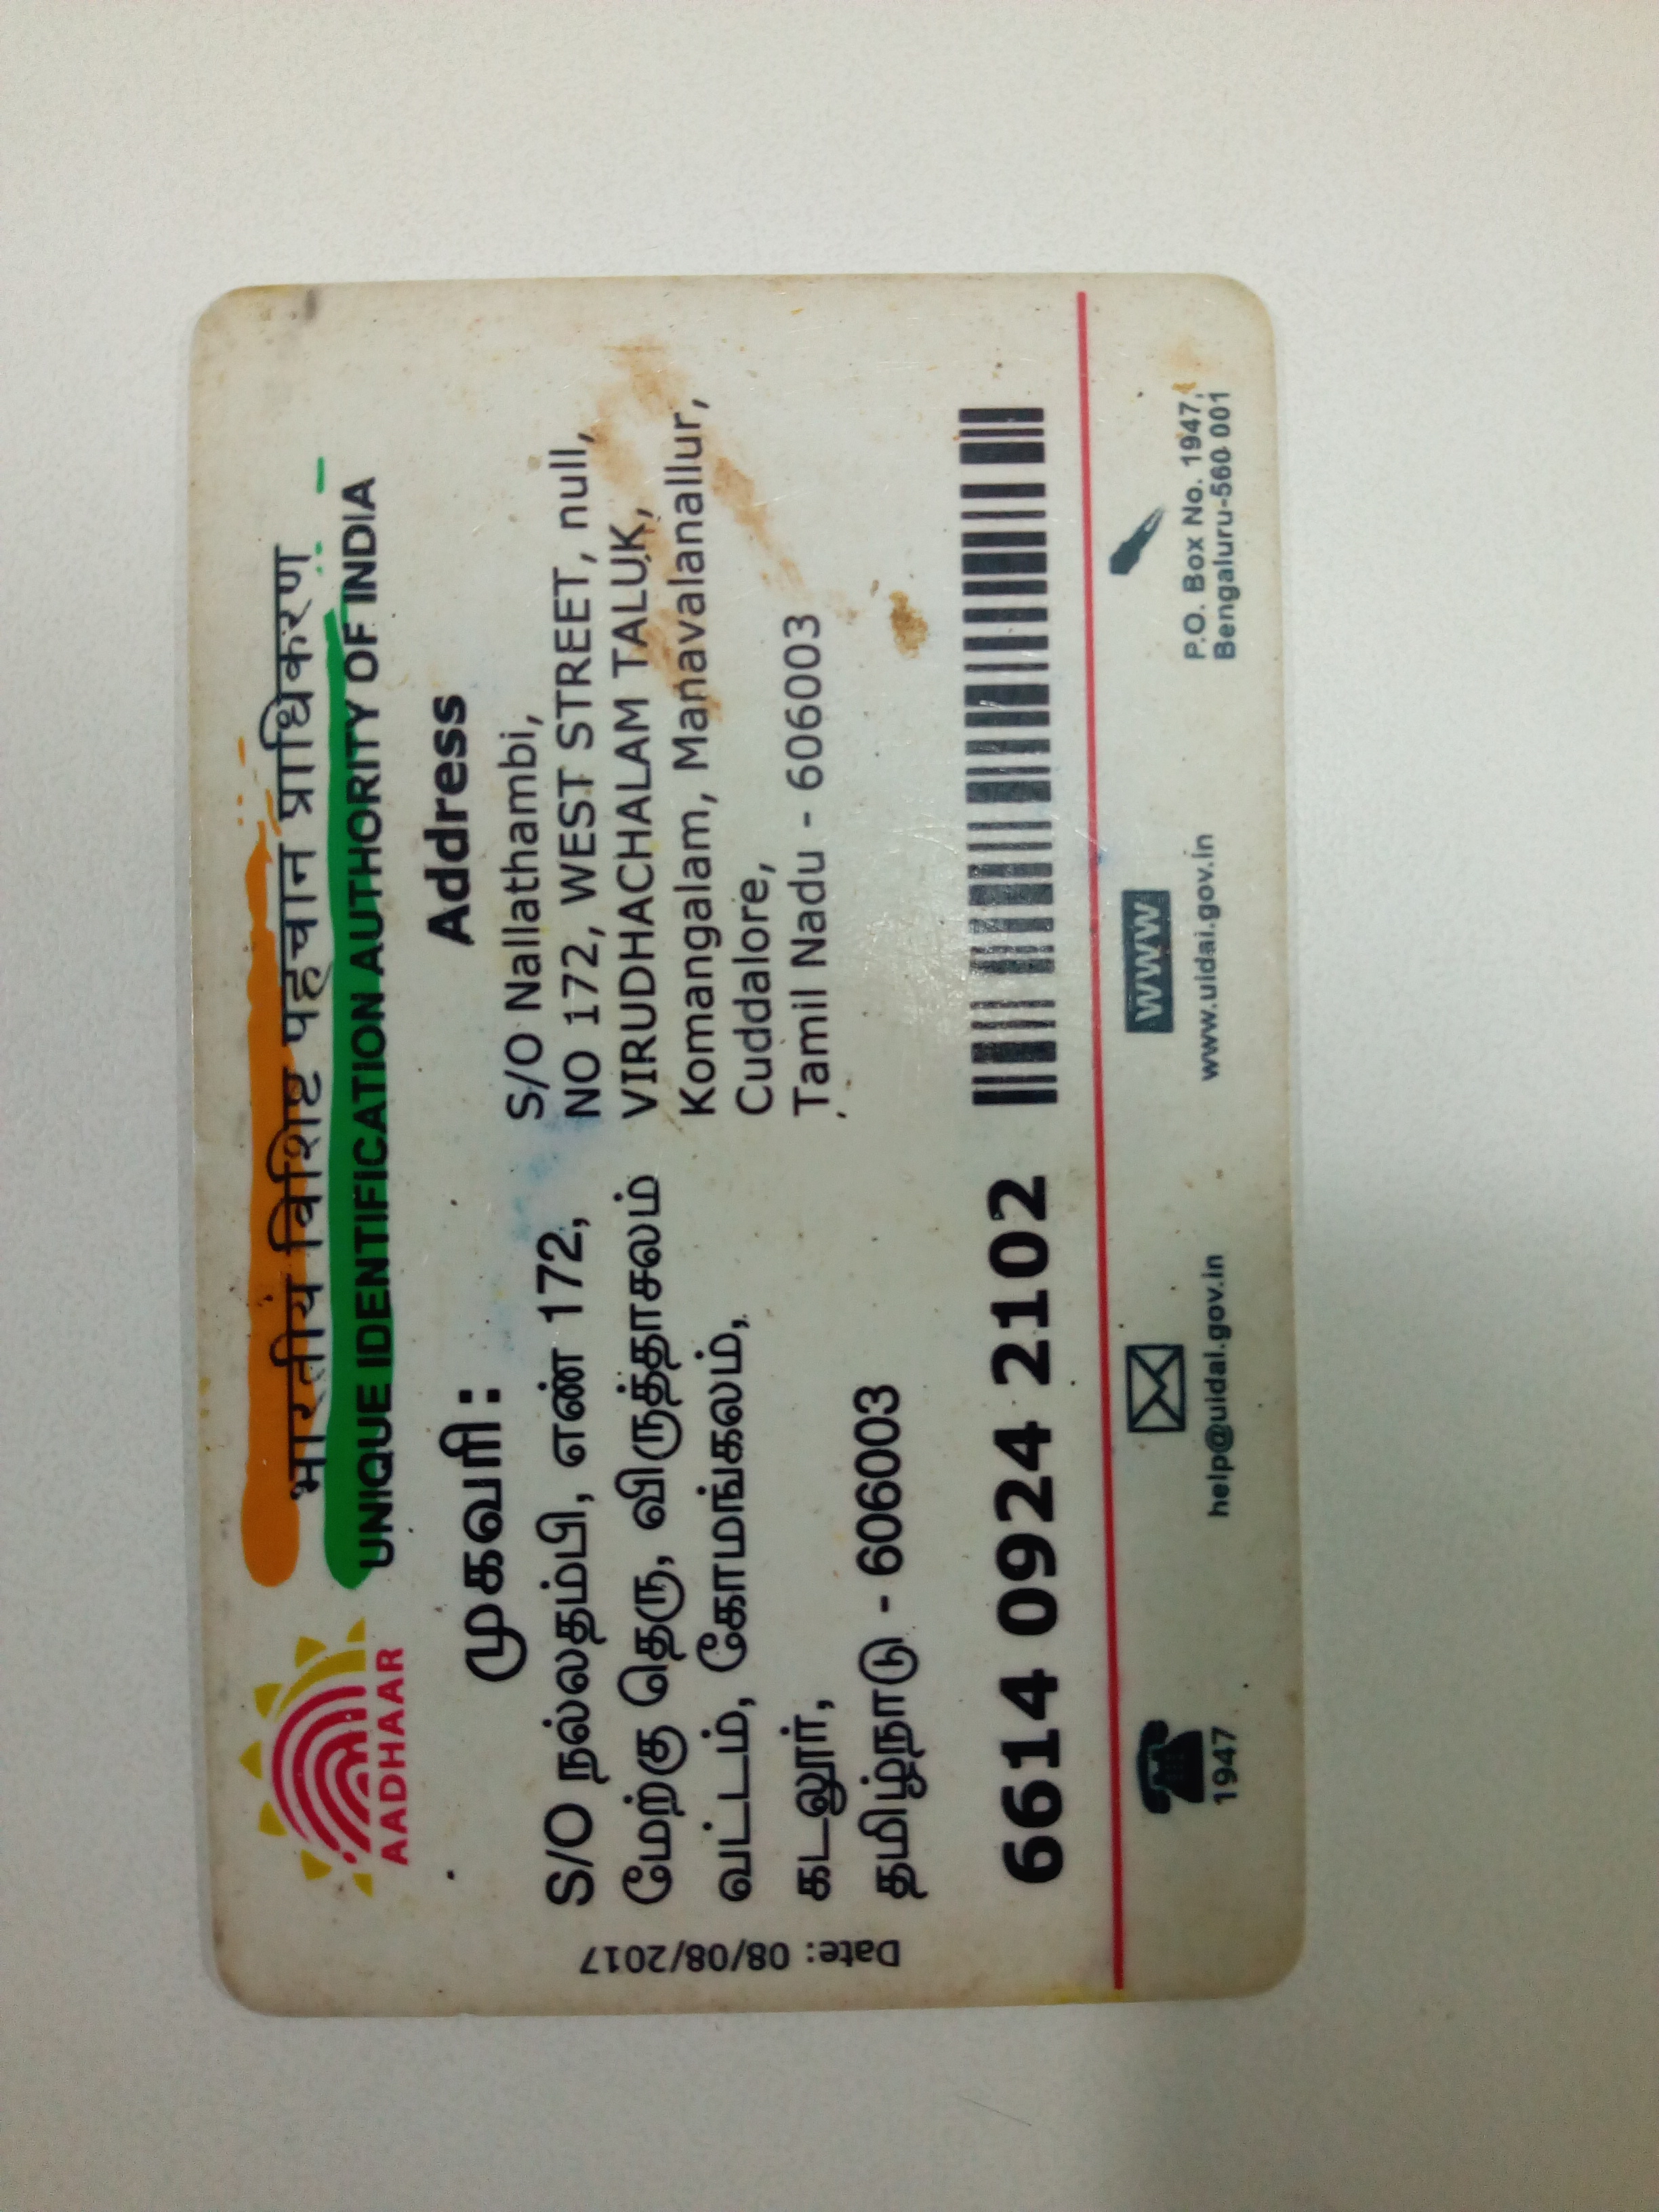 भारतीय विशिष्ट पहचान प्राधिकरण
UNIQUE IDENTIFICATION AUTHORITY OF INDIA
AADHAAR
முகவரி:
S/O நல்லதம்பி, எண் 172,
மேற்கு தெரு, விருத்தாசலம்
வட்டம், கோமங்கலம்,
கடலூர்,
தமிழ்நாடு - 606003
Address
S/O Nallathambi,
NO 172, WEST STREET, null,
VIRUDHACHALAM TALUK,
Komangalam, Manavalanallur,
Cuddalore,
Tamil Nadu - 606003
,
Date: 08/08/2017
6614 0924 2102
1947
help@uidai.gov.in
WWW
www.uidai.gov.in
P.O. Box No. 1947,
Bengaluru-560 001